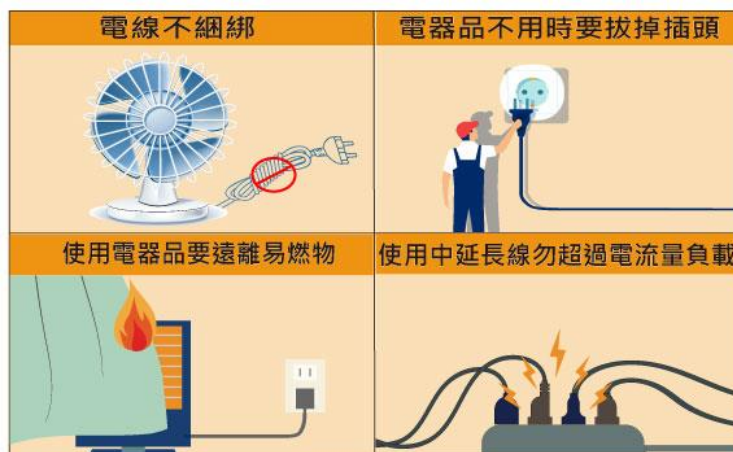 電線不綑綁
電器品不用時要拔掉插頭
使用電器品要遠離易燃物
使用中延長線勿超過電流量負載